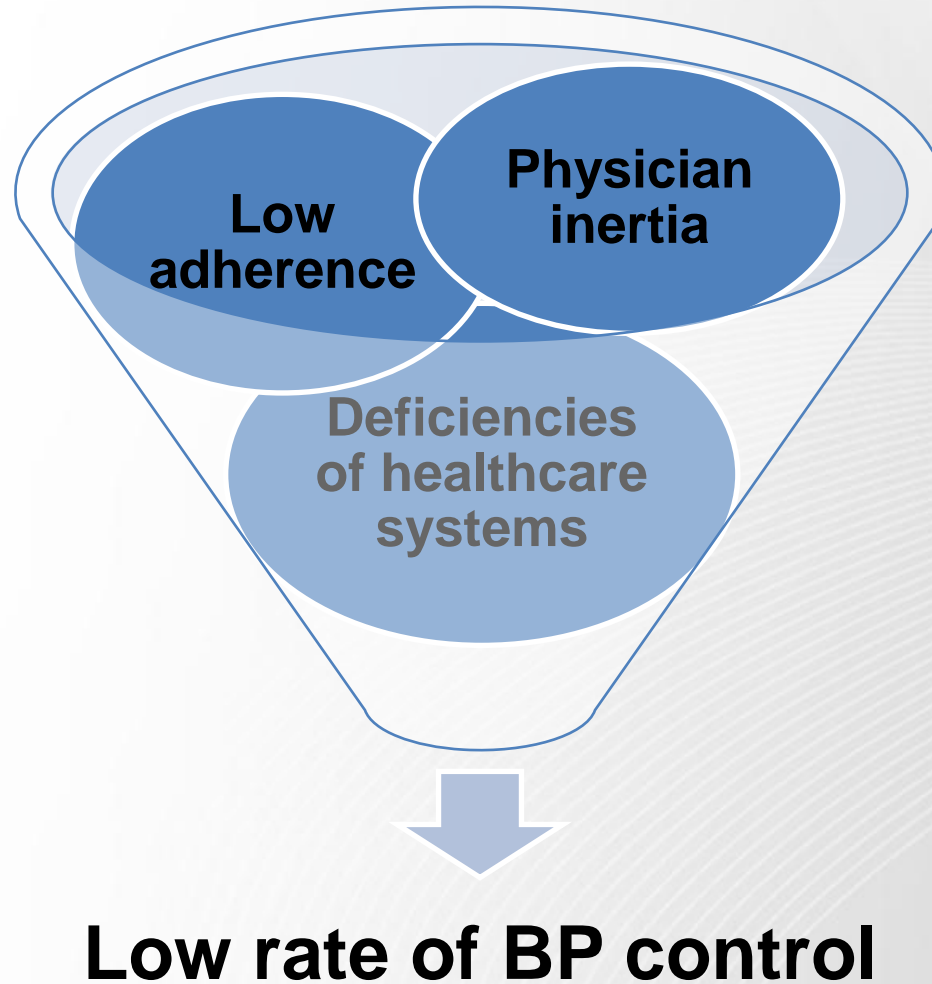 Low
adherence
Physician
inertia
Deficiencies
of healthcare
systems
Low rate of BP control